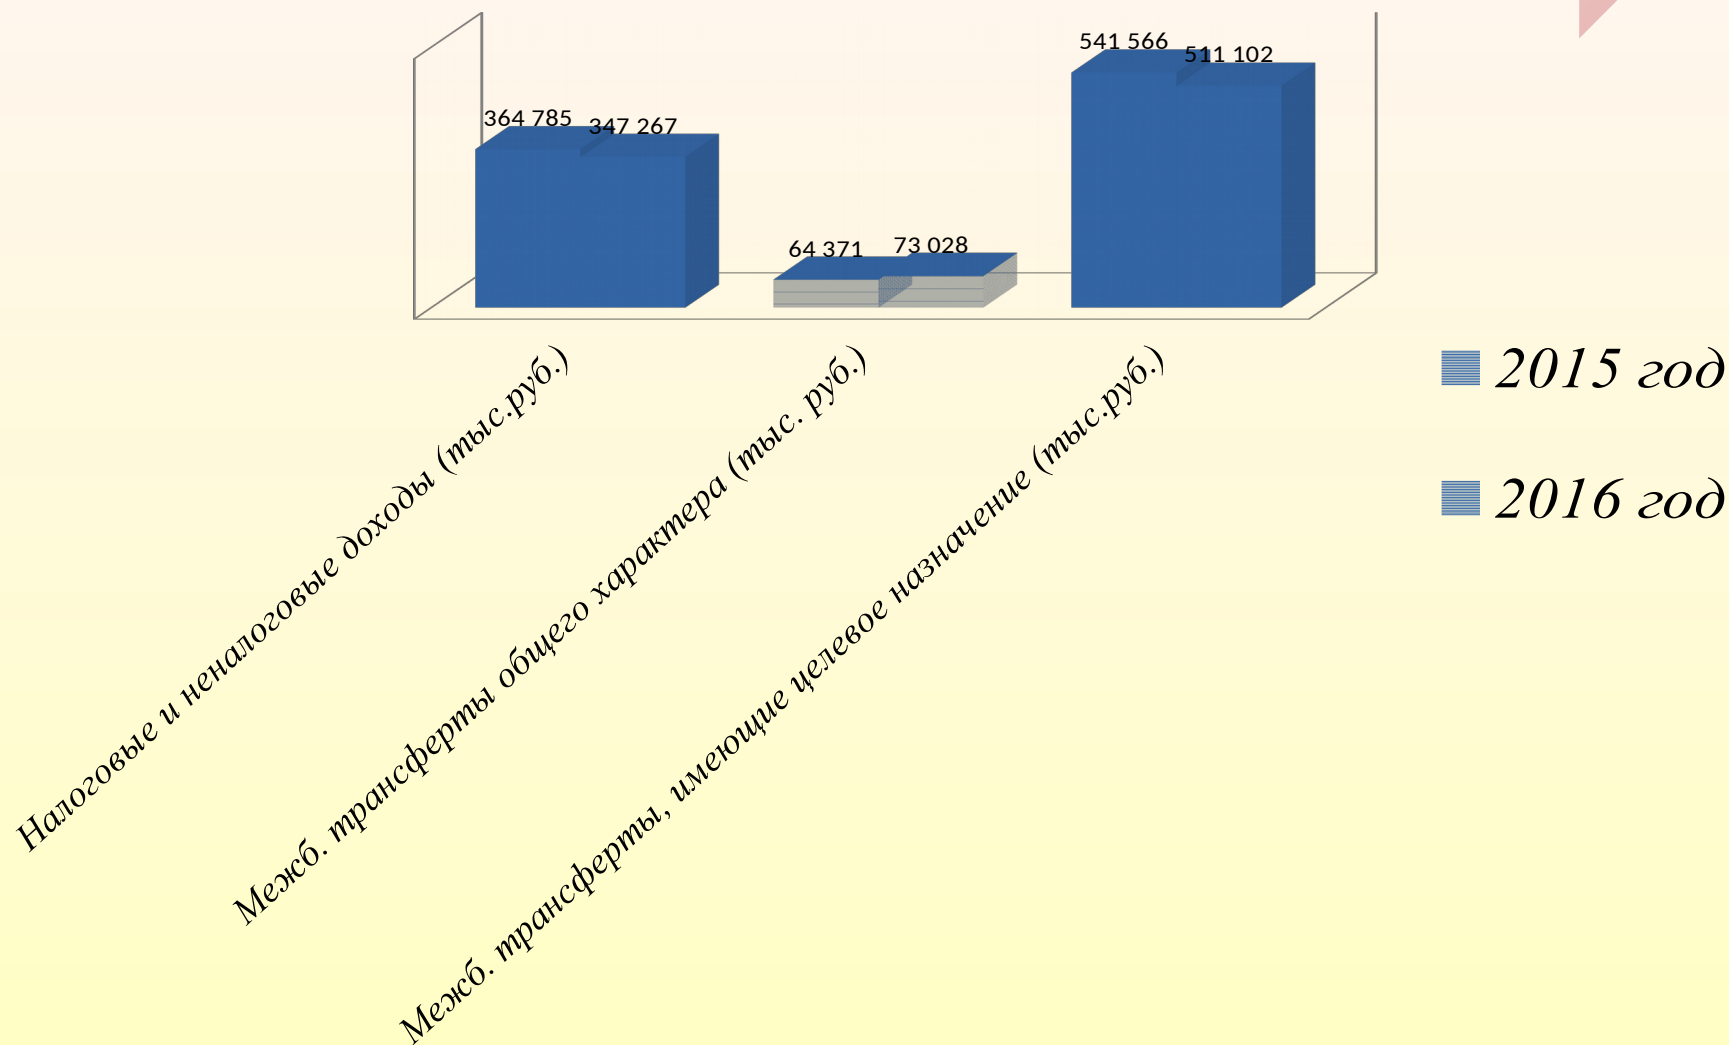 541 566
511 102
364 785
347 267
64 371
73 028
Налоговые и неналоговые доходы (тыс.руб.)
Межб. трансферты общего характера (тыс. руб.)
Межб. трансферты, имеющие целевое назначение (тыс.руб.)
2015 год
2016 год